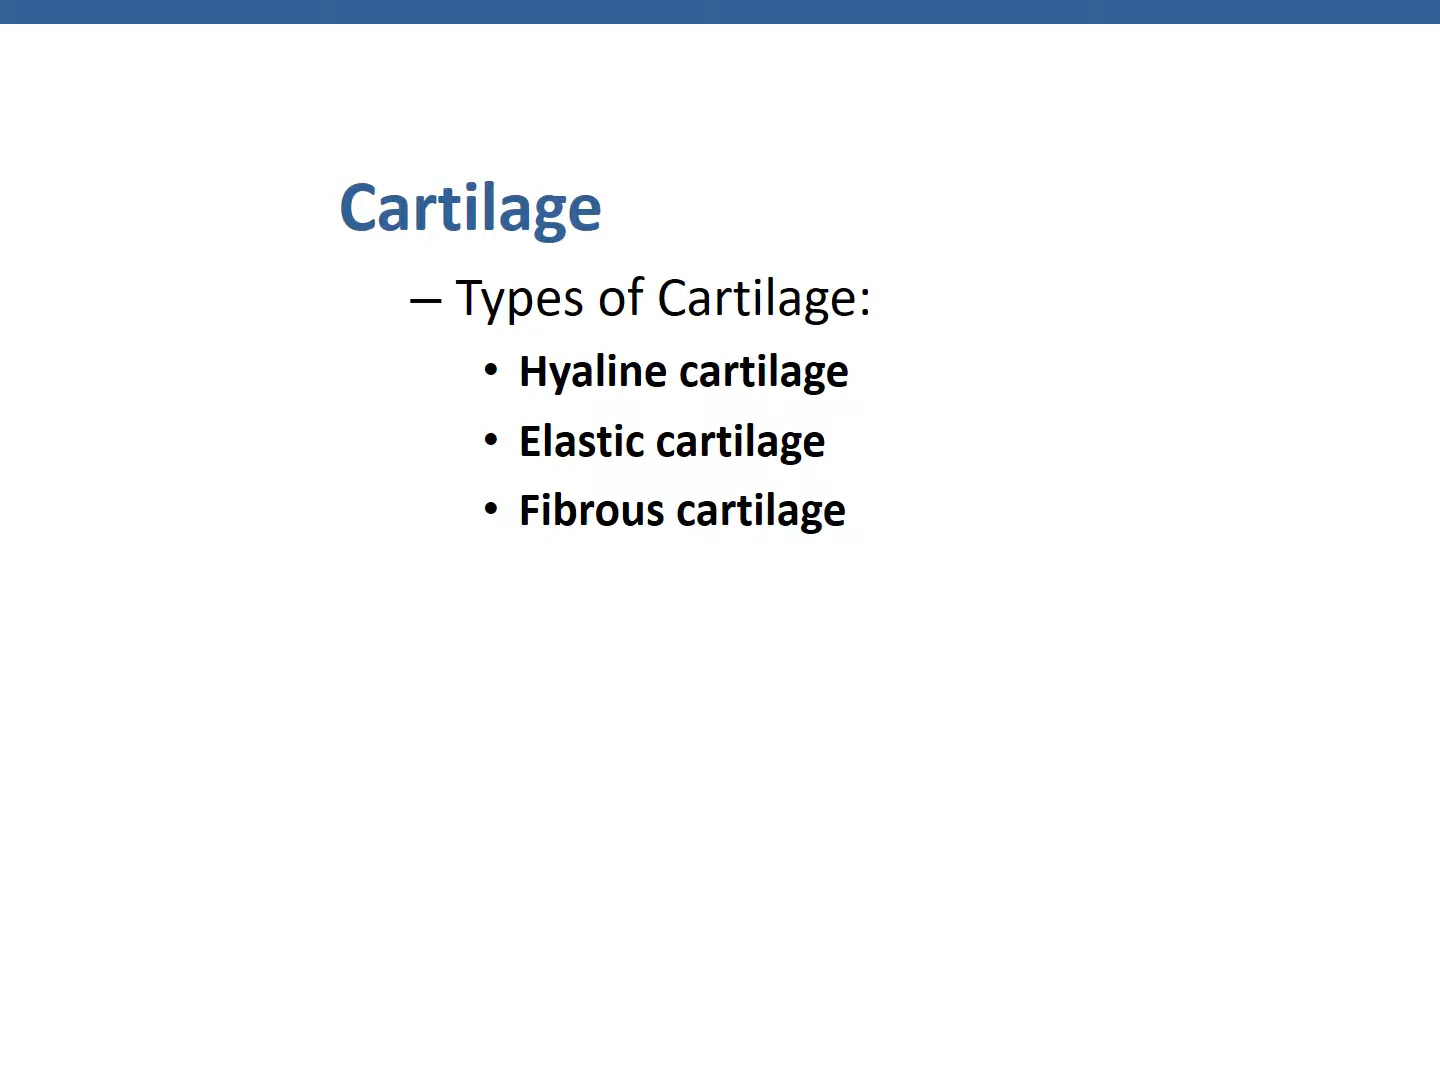 Cartilage
– Types of Cartilage:
• Hyaline cartilage
• Elastic cartilage
• Fibrous cartilage